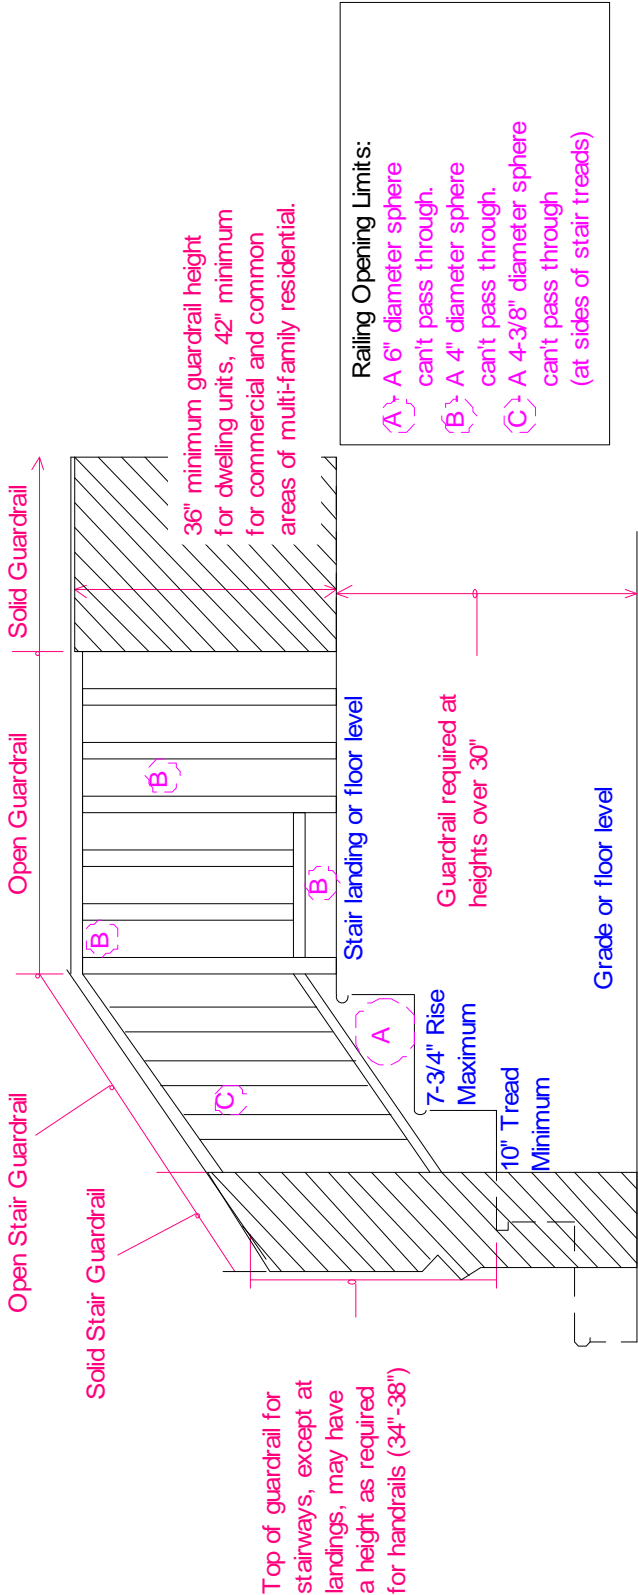 Open Stair Guardrail
Open Guardrail
Solid Guardrail
Solid Stair Guardrail
36" minimum guardrail height
for dwelling units, 42" minimum
for commercial and common
areas of multi-family residential.
Top of guardrail for
stairways, except at
landings, may have
a height as required
for handrails (34"-38")
B
B
B
C
A
Stair landing or floor level
7-3/4" Rise
Maximum
10" Tread
Minimum
Guardrail required at
heights over 30"
Grade or floor level
Railing Opening Limits:
A - A 6" diameter sphere
can't pass through.
B - A 4" diameter sphere
can't pass through.
C - A 4-3/8" diameter sphere
can't pass through
(at sides of stair treads)